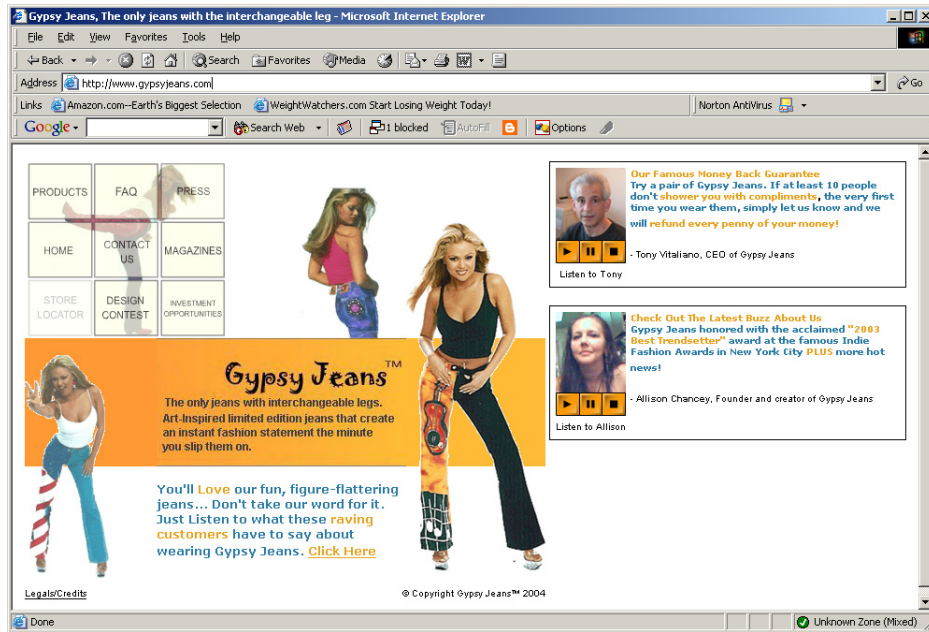 Gypsy Jeans, The only jeans with the interchangeable leg - Microsoft Internet Explorer
File Edit View Favorites Tools Help
Back Search Favorites Media
Address http://www.gypsyjeans.com Go
Links Amazon.com--Earth's Biggest Selection WeightWatchers.com Start Losing Weight Today! Norton AntiVirus
Google Search Web 1 blocked AutoFill Options
PRODUCTS FAQ PRESS
HOME CONTACT US MAGAZINES
STORE LOCATOR DESIGN CONTEST INVESTMENT OPPORTUNITIES
Gypsy Jeans™
The only jeans with interchangeable legs.
Art-Inspired limited edition jeans that create
an instant fashion statement the minute
you slip them on.
You'll Love our fun, figure-flattering
jeans... Don't take our word for it.
Just Listen to what these raving
customers have to say about
wearing Gypsy Jeans. Click Here
Our Famous Money Back Guarantee
Try a pair of Gypsy Jeans. If at least 10 people
don't shower you with compliments, the very first
time you wear them, simply let us know and we
will refund every penny of your money!
- Tony Vitaliano, CEO of Gypsy Jeans
Listen to Tony
Check Out The Latest Buzz About Us
Gypsy Jeans honored with the acclaimed "2003
Best Trendsetter" award at the famous Indie
Fashion Awards in New York City PLUS more hot
news!
- Allison Chancey, Founder and creator of Gypsy Jeans
Listen to Allison
Legals/Credits
© Copyright Gypsy Jeans™ 2004
Done Unknown Zone (Mixed)